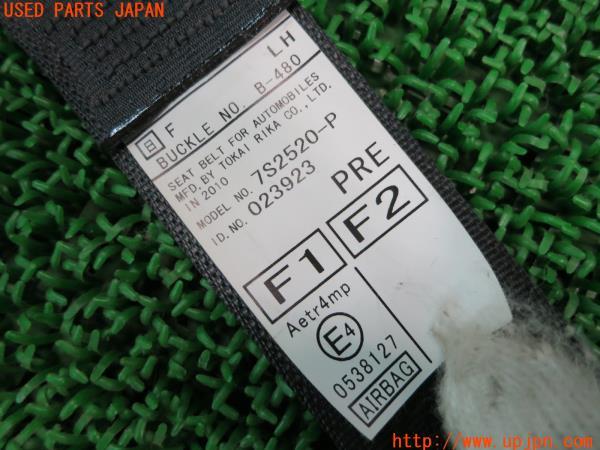 USED PARTS JAPAN
日 F LH
BUCKLE NO. B-480
SEAT BELT FOR AUTOMOBILES
MFD. BY TOKAI RIKA CO., LTD.
IN 2010
MODEL NO. 7S2520-P
ID. NO. 023923
PRE
F1 F2
Aetr4mp
E4
0538127
AIRBAG
http://www.upjpn.com